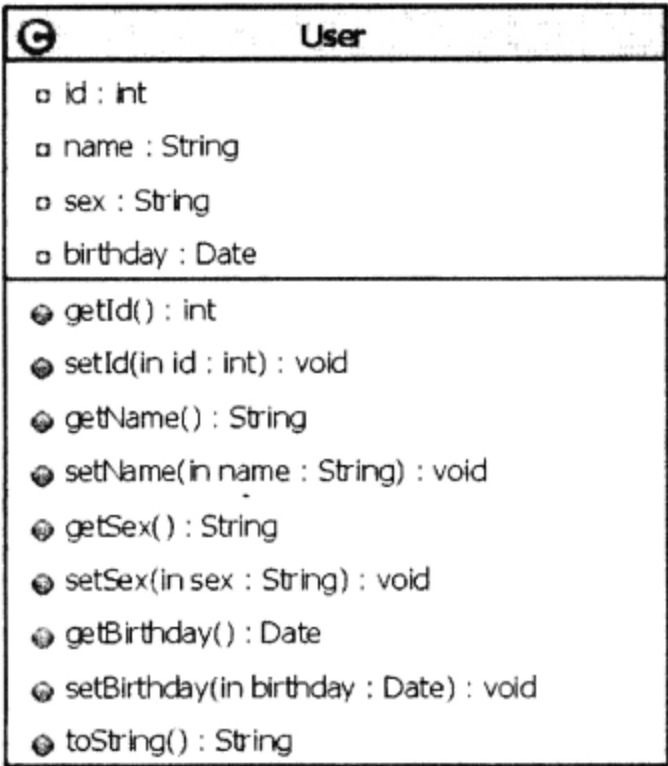 C User
id : int
name : String
sex : String
birthday : Date
getId() : int
setId(in id : int) : void
getName() : String
setName(in name : String) : void
getSex() : String
setSex(in sex : String) : void
getBirthday() : Date
setBirthday(in birthday : Date) : void
toString() : String